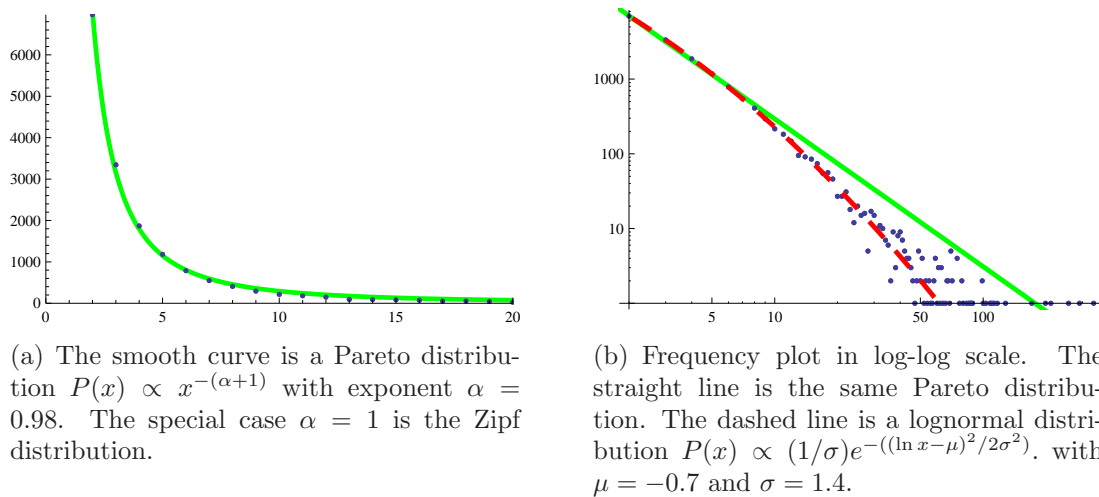 6000
5000
4000
3000
2000
1000
0
0 5 10 15 20
1000
100
10
5 10 50 100
(a) The smooth curve is a Pareto distribu-
tion P(x) ∝ x^{-(α+1)} with exponent α =
0.98. The special case α = 1 is the Zipf
distribution.
(b) Frequency plot in log-log scale. The
straight line is the same Pareto distribu-
tion. The dashed line is a lognormal distri-
bution P(x) ∝ (1/σ)e^{-((ln x-μ)^2/2σ^2)}. with
μ = −0.7 and σ = 1.4.